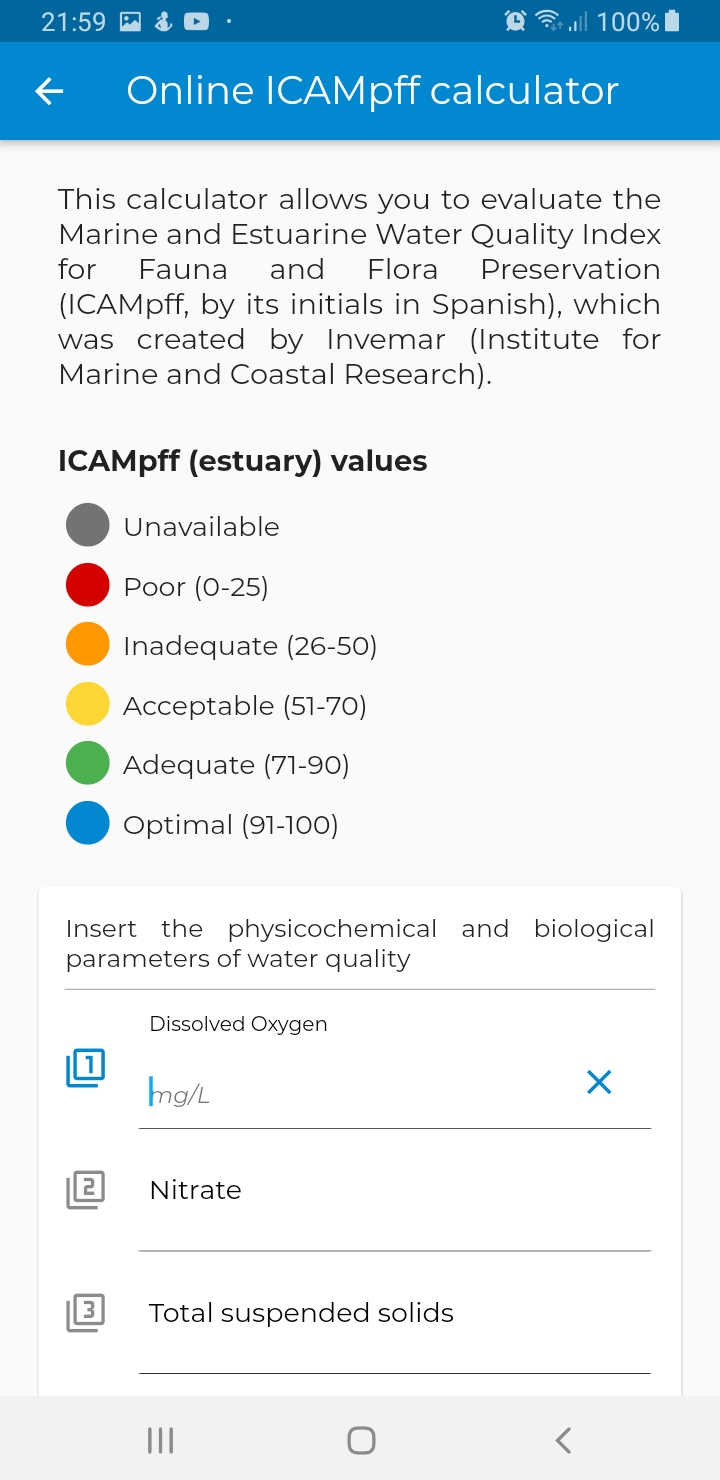 21:59
100%
Online ICAMpff calculator
This calculator allows you to evaluate the
Marine and Estuarine Water Quality Index
for Fauna and Flora Preservation
(ICAMpff, by its initials in Spanish), which
was created by Invemar (Institute for
Marine and Coastal Research).
ICAMpff (estuary) values
Unavailable
Poor (0-25)
Inadequate (26-50)
Acceptable (51-70)
Adequate (71-90)
Optimal (91-100)
Insert the physicochemical and biological
parameters of water quality
Dissolved Oxygen
1
mg/L
2
Nitrate
3
Total suspended solids